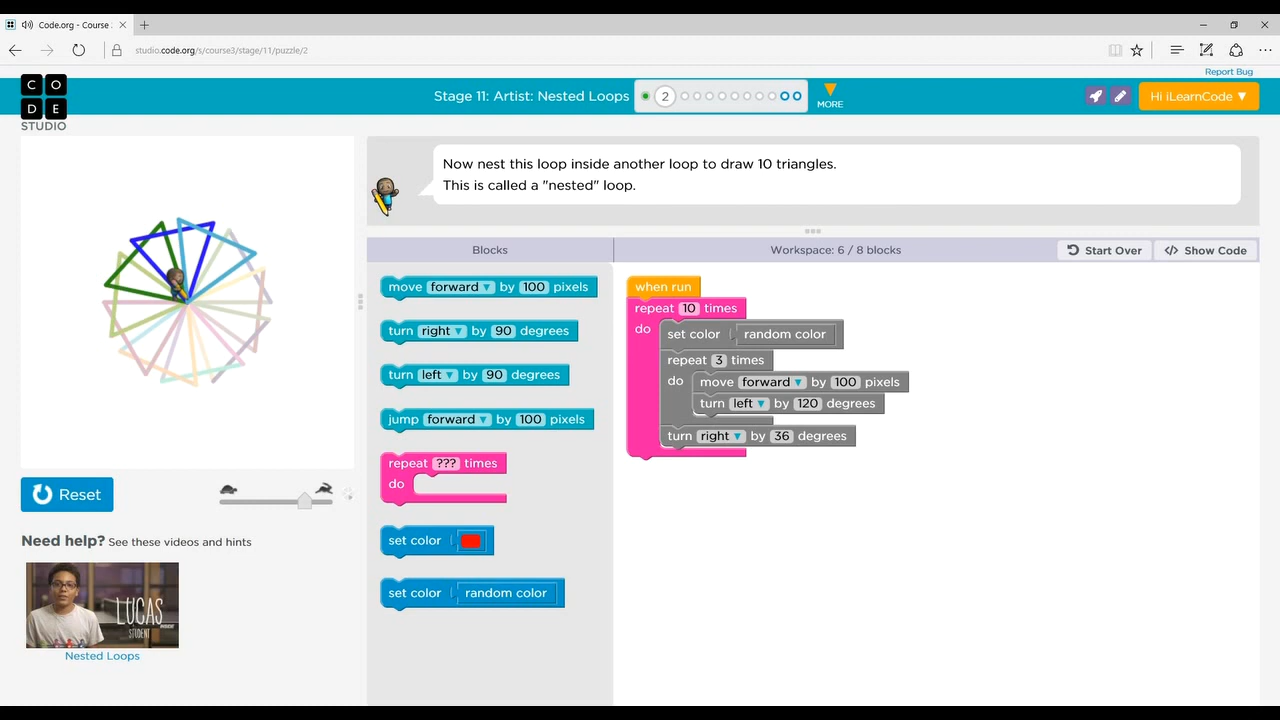 Code.org - Course
studio.code.org/s/course3/stage/11/puzzle/2
Report Bug
C O
D E
STUDIO
Stage 11: Artist: Nested Loops
2
MORE
Hi iLearnCode ▼
Now nest this loop inside another loop to draw 10 triangles.
This is called a "nested" loop.
Blocks
Workspace: 6 / 8 blocks
Start Over
</> Show Code
move forward ▼ by 100 pixels
turn right ▼ by 90 degrees
turn left ▼ by 90 degrees
jump forward ▼ by 100 pixels
repeat ??? times
do
set color
set color random color
when run
repeat 10 times
do
set color random color
repeat 3 times
do
move forward ▼ by 100 pixels
turn left ▼ by 120 degrees
turn right ▼ by 36 degrees
Reset
Need help? See these videos and hints
LUCAS
STUDENT
Nested Loops